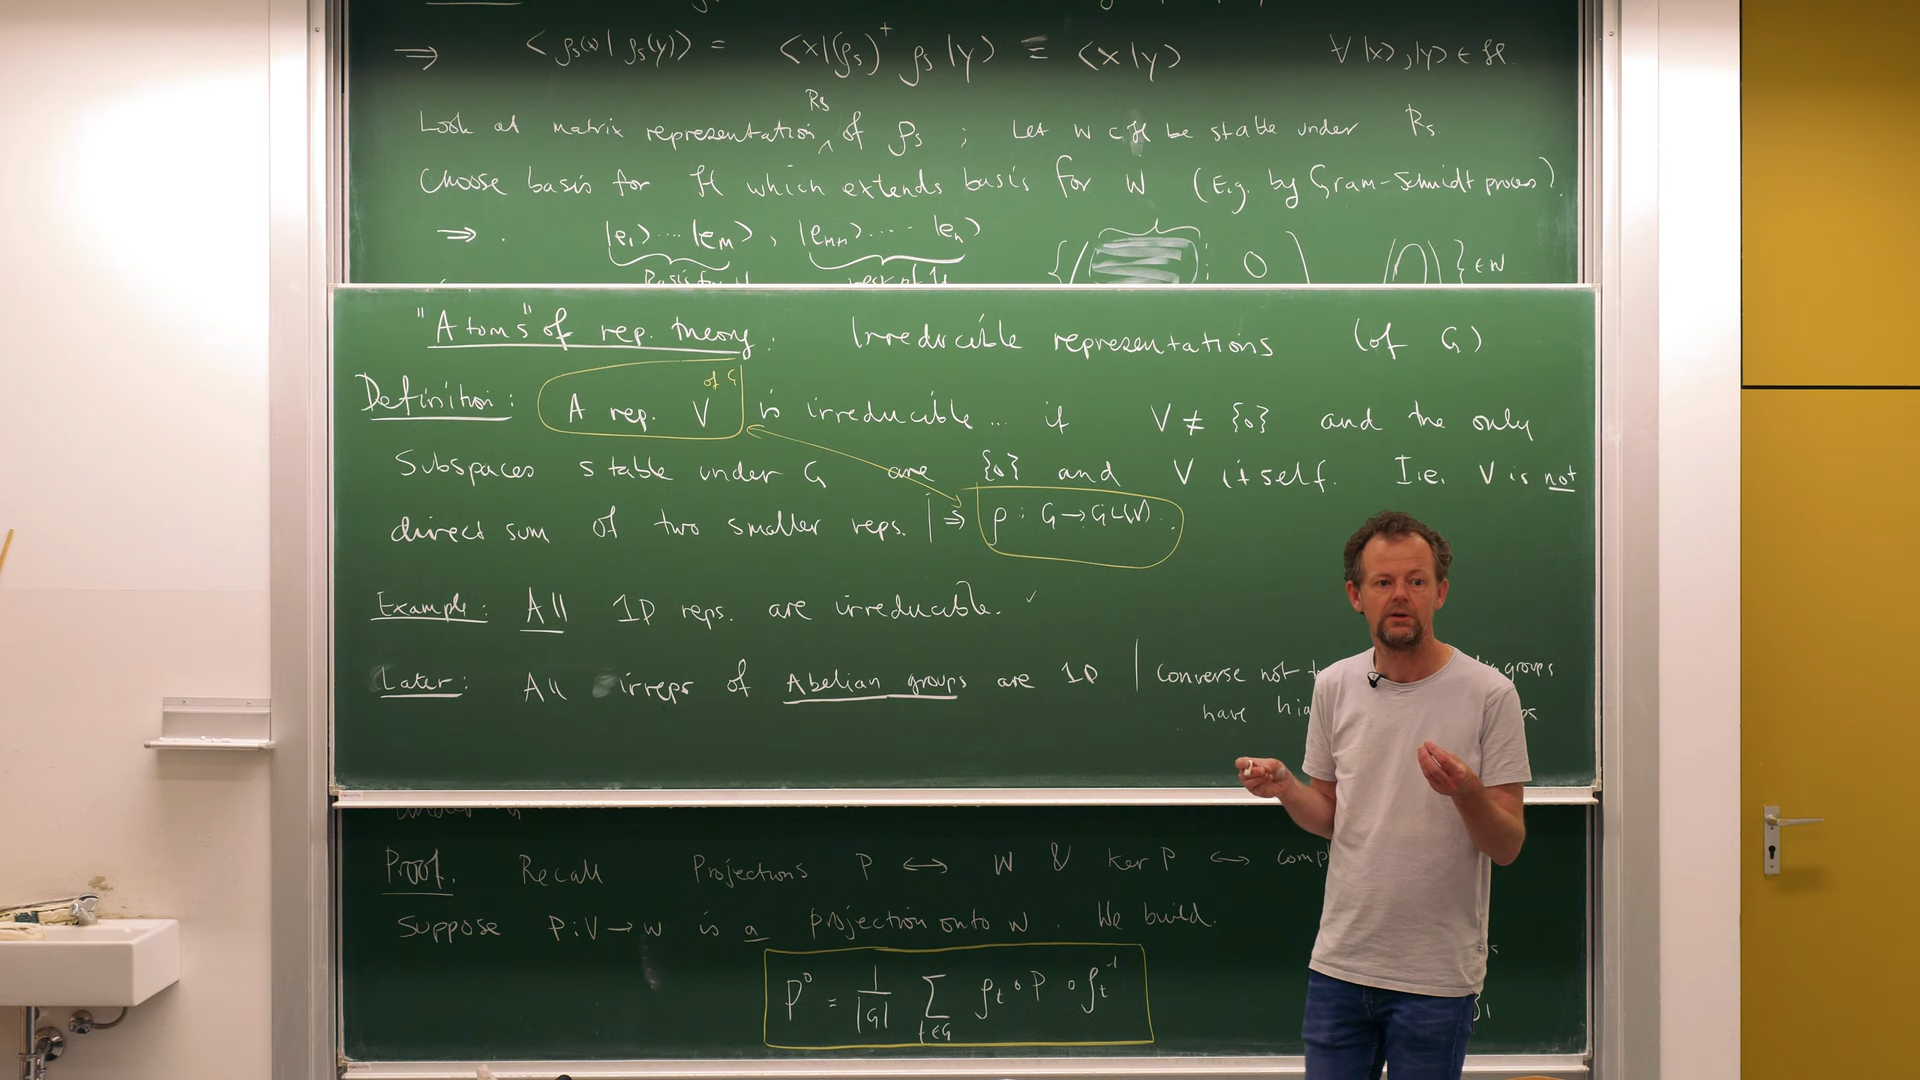 ⇒ <ρs(x)|ρs(y)> = <x|(ρs)† ρs|y> ≡ <x|y> ∀ |x>,|y> ∈ H.
Rs
Look at matrix representation ^ of ρs ; Let W ⊂ H be stable under Rs
Choose basis for H which extends basis for W (E.g. by Gram-Schmidt process).
⇒ . |e1> .... |em> , |em+1> .... |en> 0 } ∈ W
"Atoms" of rep. theory: Irreducible representations (of G)
of G
Definition: A rep. V is irreducible... if V ≠ {0} and the only
Subspaces stable under G are {0} and V itself. I.e. V is not
direct sum of two smaller reps. | ⇒ ρ : G → GL(V) ..
Example: All 1D reps. are irreducible. ✓
Later: All irreps of Abelian groups are 1D | Converse not groups
have
Proof. Recall Projections P ↔ W & ker P ↔
Suppose P: V → W is a projection onto W . We build.
P⁰ = 1/|G| Σ t∈G ρt ∘ P ∘ ρt⁻¹